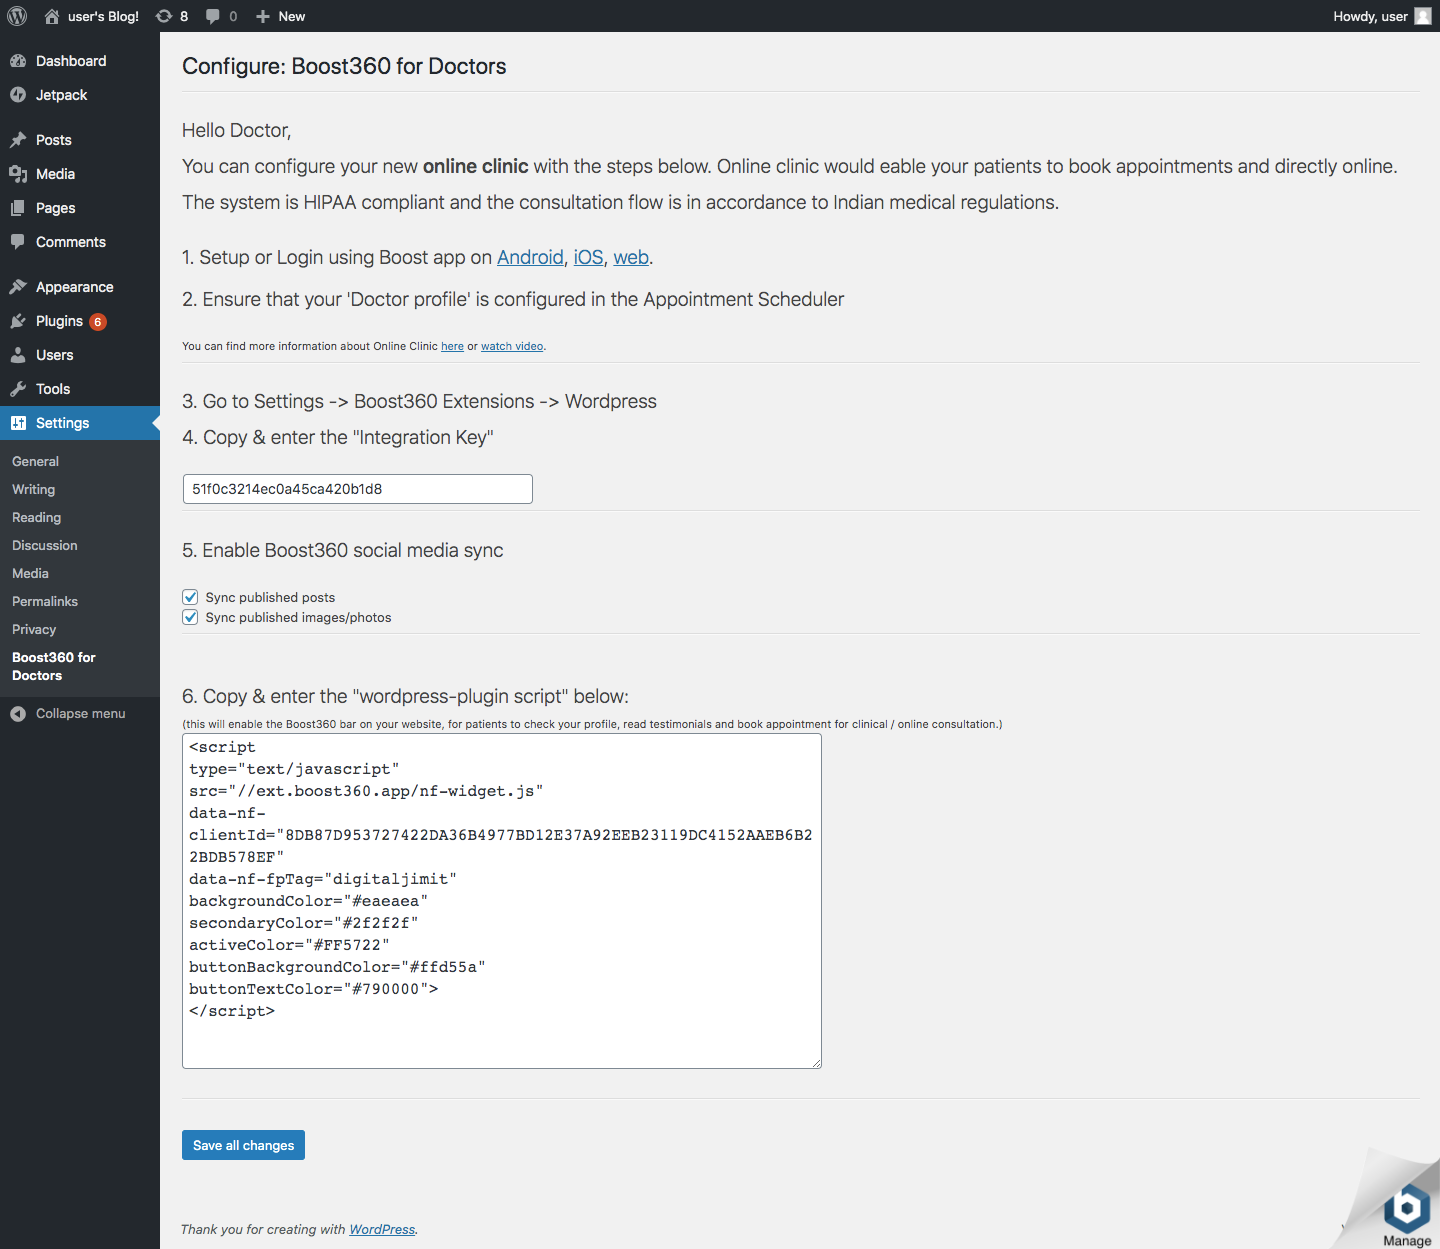 user's Blog!
8
0
New
Howdy, user
Dashboard
Jetpack
Posts
Media
Pages
Comments
Appearance
Plugins 6
Users
Tools
Settings
General
Writing
Reading
Discussion
Media
Permalinks
Privacy
Boost360 for
Doctors
Collapse menu
Configure: Boost360 for Doctors
Hello Doctor,
You can configure your new online clinic with the steps below. Online clinic would eable your patients to book appointments and directly online.
The system is HIPAA compliant and the consultation flow is in accordance to Indian medical regulations.
1. Setup or Login using Boost app on Android, iOS, web.
2. Ensure that your 'Doctor profile' is configured in the Appointment Scheduler
You can find more information about Online Clinic here or watch video.
3. Go to Settings -> Boost360 Extensions -> Wordpress
4. Copy & enter the "Integration Key"
51f0c3214ec0a45ca420b1d8
5. Enable Boost360 social media sync
Sync published posts
Sync published images/photos
6. Copy & enter the "wordpress-plugin script" below:
(this will enable the Boost360 bar on your website, for patients to check your profile, read testimonials and book appointment for clinical / online consultation.)
<script
type="text/javascript"
src="//ext.boost360.app/nf-widget.js"
data-nf-
clientId="8DB87D953727422DA36B4977BD12E37A92EEB23119DC4152AAEB6B2
2BDB578EF"
data-nf-fpTag="digitaljimit"
backgroundColor="#eaeaea"
secondaryColor="#2f2f2f"
activeColor="#FF5722"
buttonBackgroundColor="#ffd55a"
buttonTextColor="#790000">
</script>
Save all changes
Thank you for creating with WordPress.
Manage